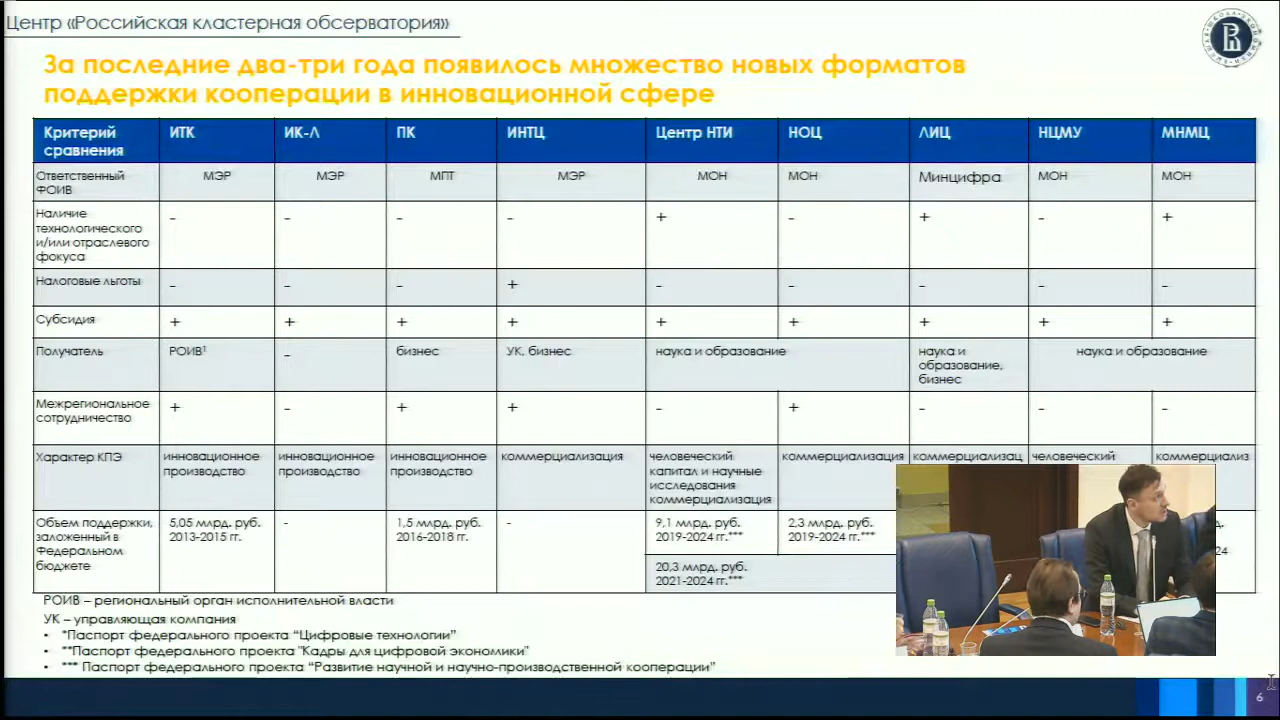 Центр «Российская кластерная обсерватория»
За последние два-три года появилось множество новых форматов
поддержки кооперации в инновационной сфере
Критерий сравнения ИТК ИК-Л ПК ИНТЦ Центр НТИ НОЦ ЛИЦ НЦМУ МНМЦ
Ответственный ФОИВ МЭР МЭР МПТ МЭР МОН МОН Минцифра МОН МОН
Наличие технологического и/или отраслевого фокуса - - - - + - + - +
Налоговые льготы - - - + - - - - -
Субсидия + + + + + + + + +
Получатель РОИВ¹ - бизнес УК, бизнес наука и образование наука и образование, бизнес наука и образование
Межрегиональное сотрудничество + - + + - + - - -
Характер КПЭ инновационное производство инновационное производство инновационное производство коммерциализация человеческий капитал и научные исследования коммерциализация коммерциализация коммерциализац человеческий коммерциализ
Объем поддержки, заложенный в Федеральном бюджете 5,05 млрд. руб. 2013-2015 гг. - 1,5 млрд. руб. 2016-2018 гг. - 9,1 млрд. руб. 2019-2024 гг.*** 2,3 млрд. руб. 2019-2024 гг.***
20,3 млрд. руб. 2021-2024 гг.***
РОИВ – региональный орган исполнительной власти
УК – управляющая компания
• *Паспорт федерального проекта “Цифровые технологии”
• **Паспорт федерального проекта "Кадры для цифровой экономики"
• *** Паспорт федерального проекта “Развитие научной и научно-производственной кооперации”
6